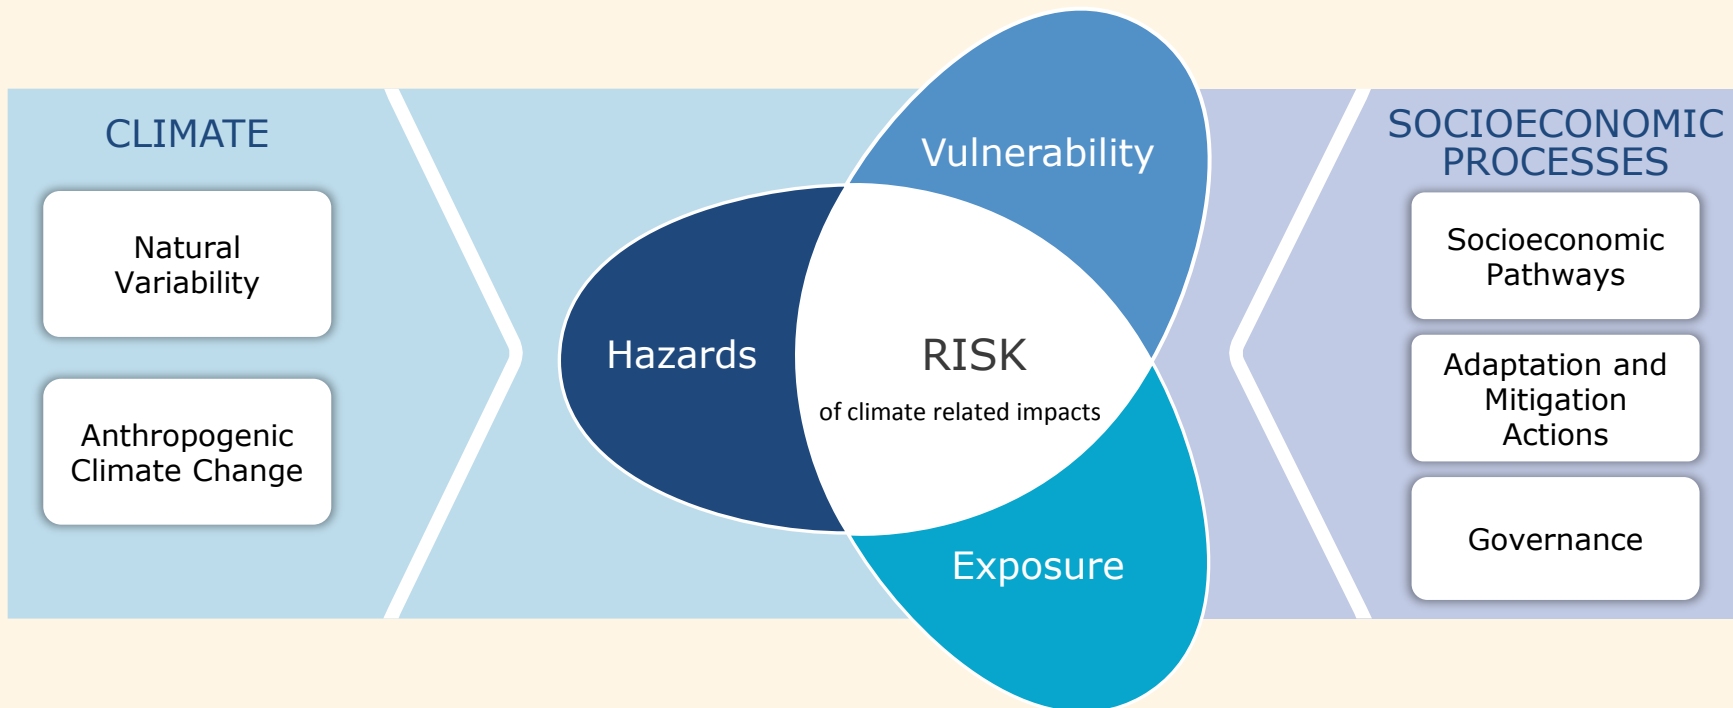 CLIMATE
Natural
Variability
Anthropogenic
Climate Change
Vulnerability
Hazards
RISK
of climate related impacts
Exposure
SOCIOECONOMIC
PROCESSES
Socioeconomic
Pathways
Adaptation and
Mitigation
Actions
Governance